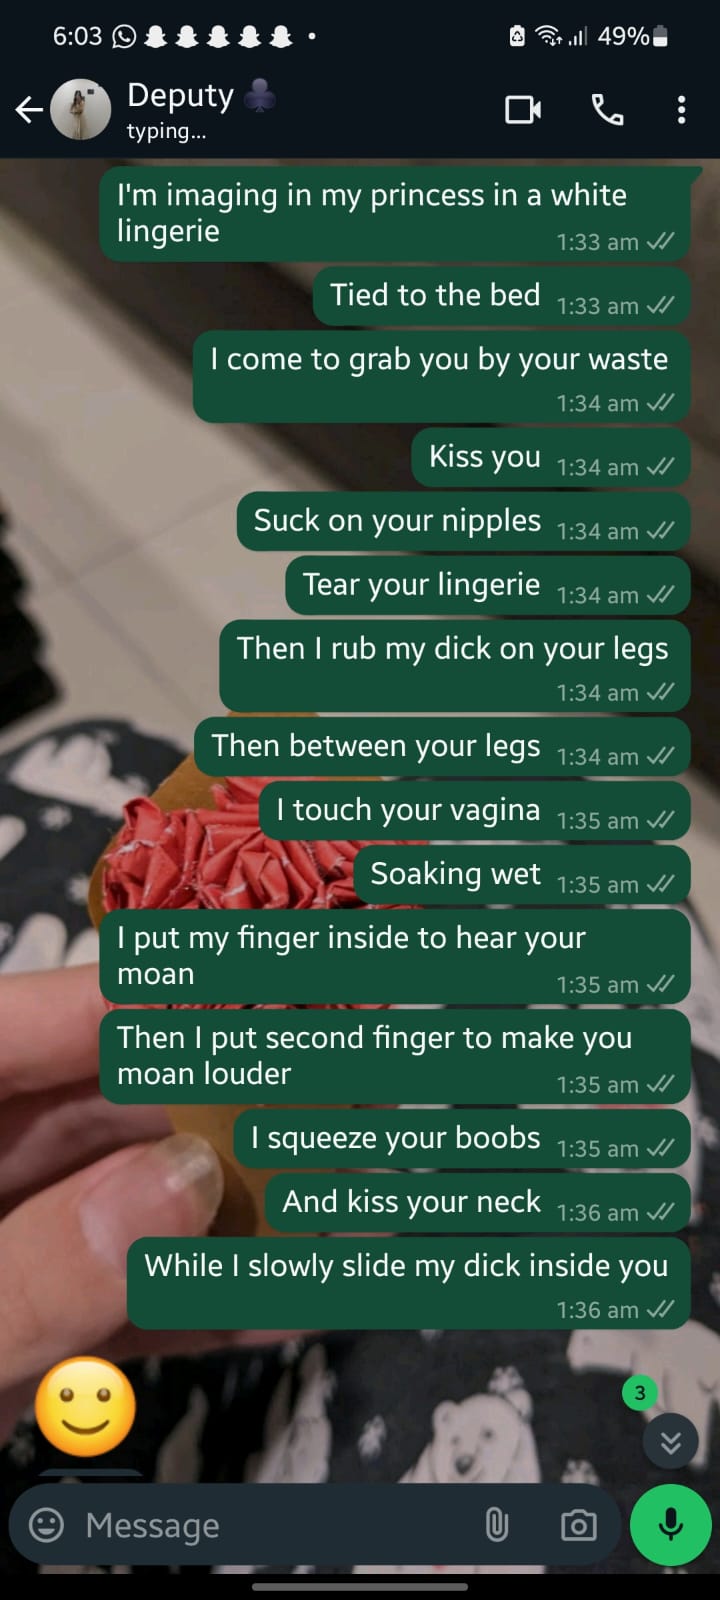 6:03
49%
Deputy ♣️
typing...
I'm imaging in my princess in a white
lingerie
1:33 am
Tied to the bed 1:33 am
I come to grab you by your waste
1:34 am
Kiss you 1:34 am
Suck on your nipples 1:34 am
Tear your lingerie 1:34 am
Then I rub my dick on your legs
1:34 am
Then between your legs 1:34 am
I touch your vagina 1:35 am
Soaking wet 1:35 am
I put my finger inside to hear your
moan
1:35 am
Then I put second finger to make you
moan louder
1:35 am
I squeeze your boobs 1:35 am
And kiss your neck 1:36 am
While I slowly slide my dick inside you
1:36 am
🙂
3
Message